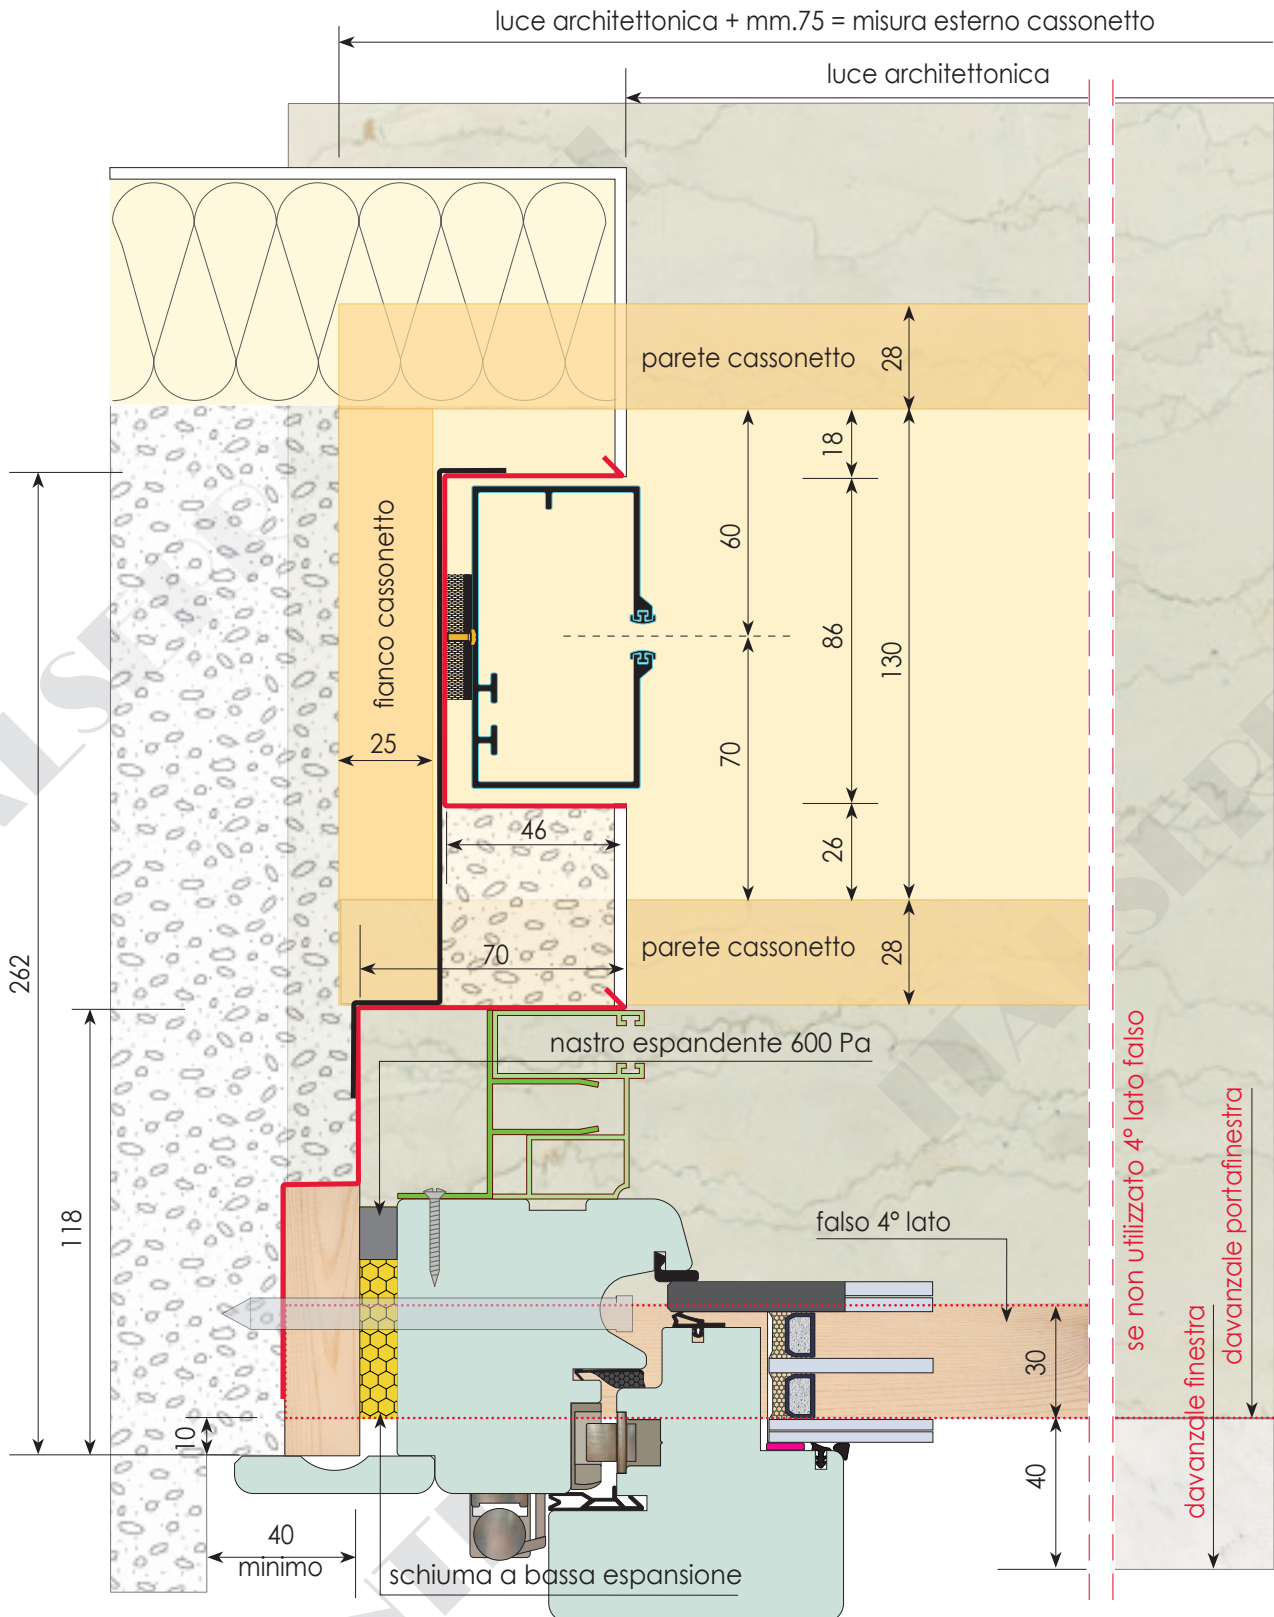 luce architettonica + mm.75 = misura esterno cassonetto
luce architettonica
parete cassonetto
28
18
60
86
130
fianco cassonetto
25
70
46
26
262
70
parete cassonetto
28
nastro espandente 600 Pa
118
falso 4° lato
se non utilizzato 4° lato falso
davanzale portafinestra
davanzale finestra
30
10
40
40
minimo
schiuma a bassa espansione